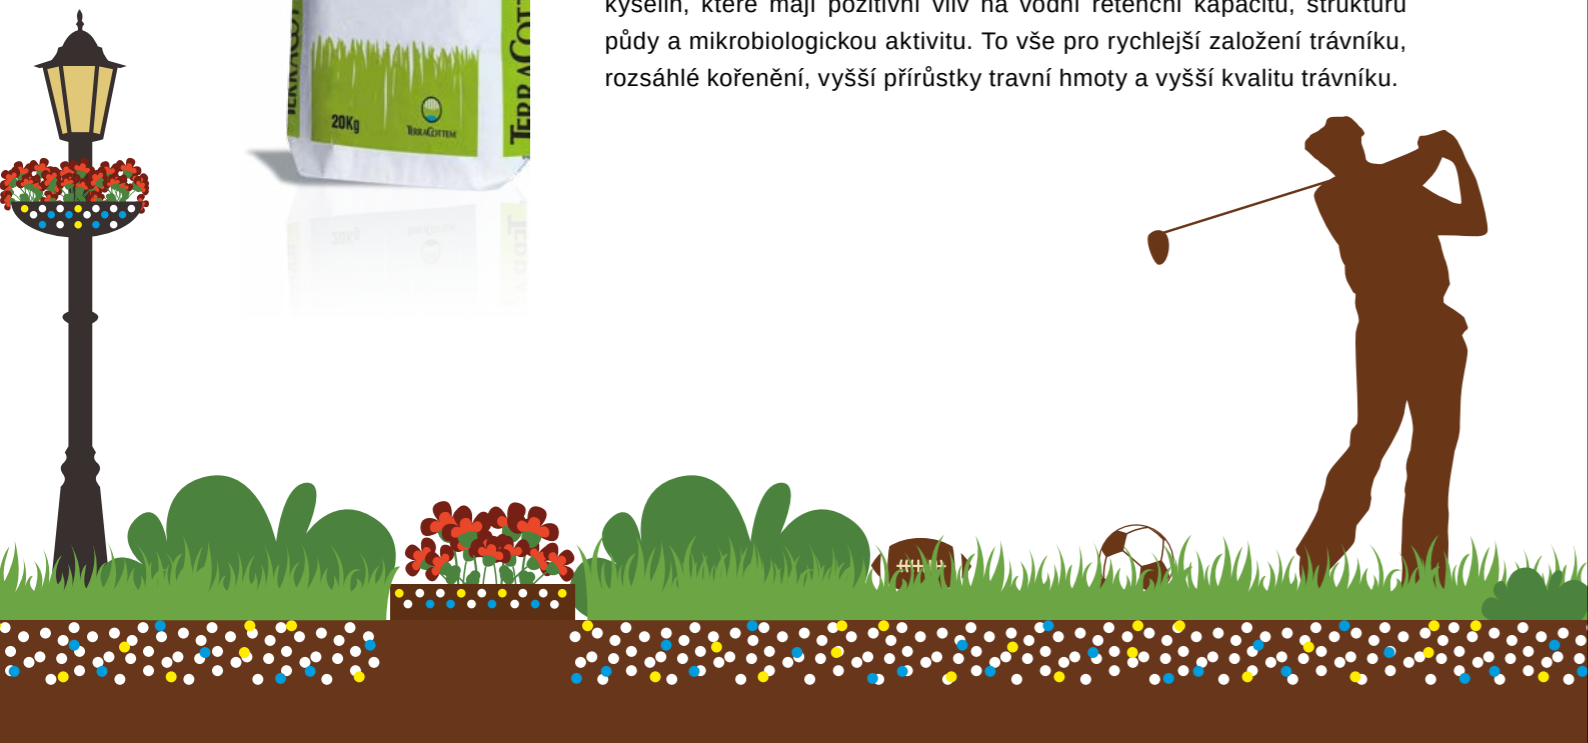 kyselin, které mají pozitivní vliv na vodní retenční kapacitu, strukturu
půdy a mikrobiologickou aktivitu. To vše pro rychlejší založení trávníku,
rozsáhlé kořenění, vyšší přírůstky travní hmoty a vyšší kvalitu trávníku.
20Kg
TERRACOTTEM